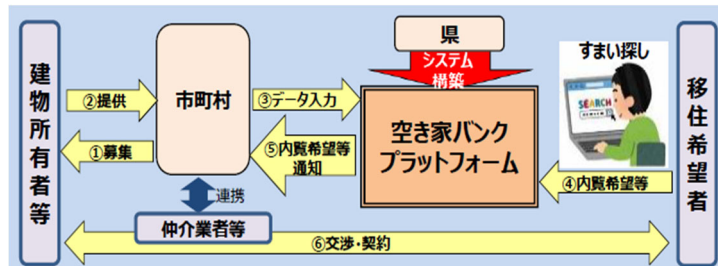 建物所有者等
②提供
①募集
市町村
連携
仲介業者等
③データ入力
⑤内覧希望等
通知
県
システム
構築
空き家バンク
プラットフォーム
すまい探し
SEARCH
④内覧希望等
移住希望者
⑥交渉・契約